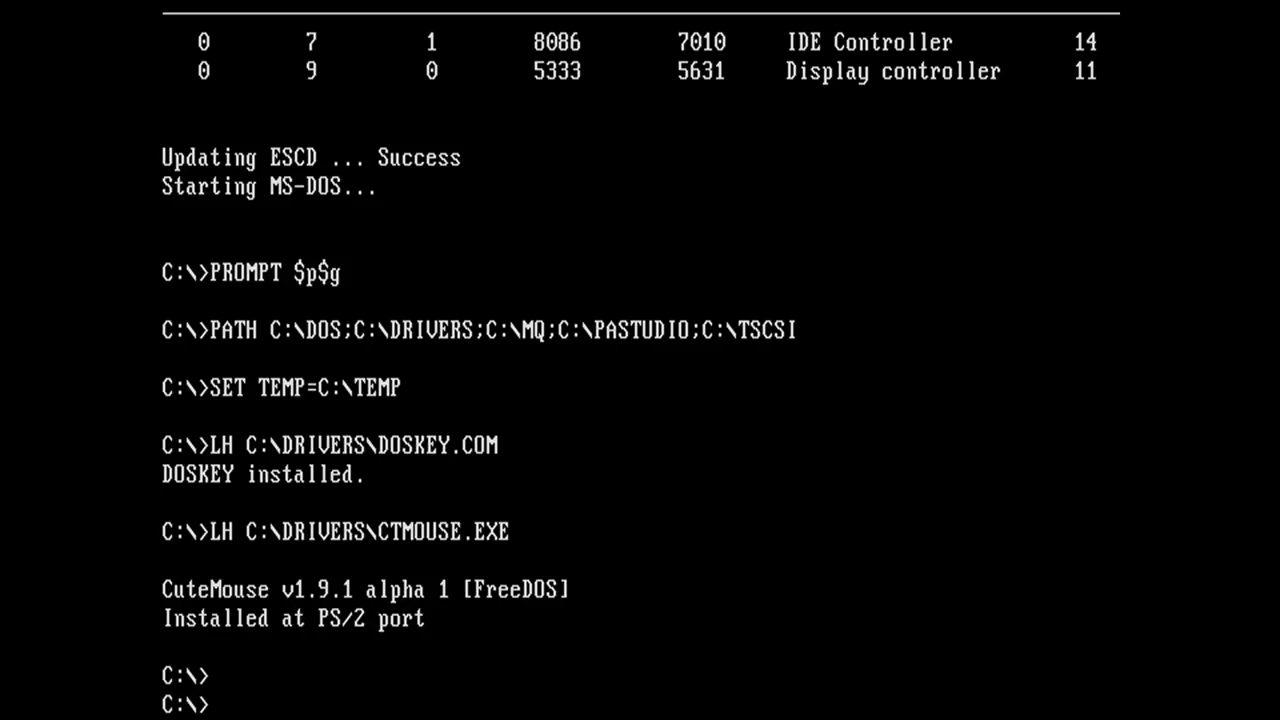 0 7 1 8086 7010 IDE Controller 14
0 9 0 5333 5631 Display controller 11
Updating ESCD ... Success
Starting MS-DOS...
C:\>PROMPT $p$g
C:\>PATH C:\DOS;C:\DRIVERS;C:\MQ;C:\PASTUDIO;C:\TSCSI
C:\>SET TEMP=C:\TEMP
C:\>LH C:\DRIVERS\DOSKEY.COM
DOSKEY installed.
C:\>LH C:\DRIVERS\CTMOUSE.EXE
CuteMouse v1.9.1 alpha 1 [FreeDOS]
Installed at PS/2 port
C:\>
C:\>